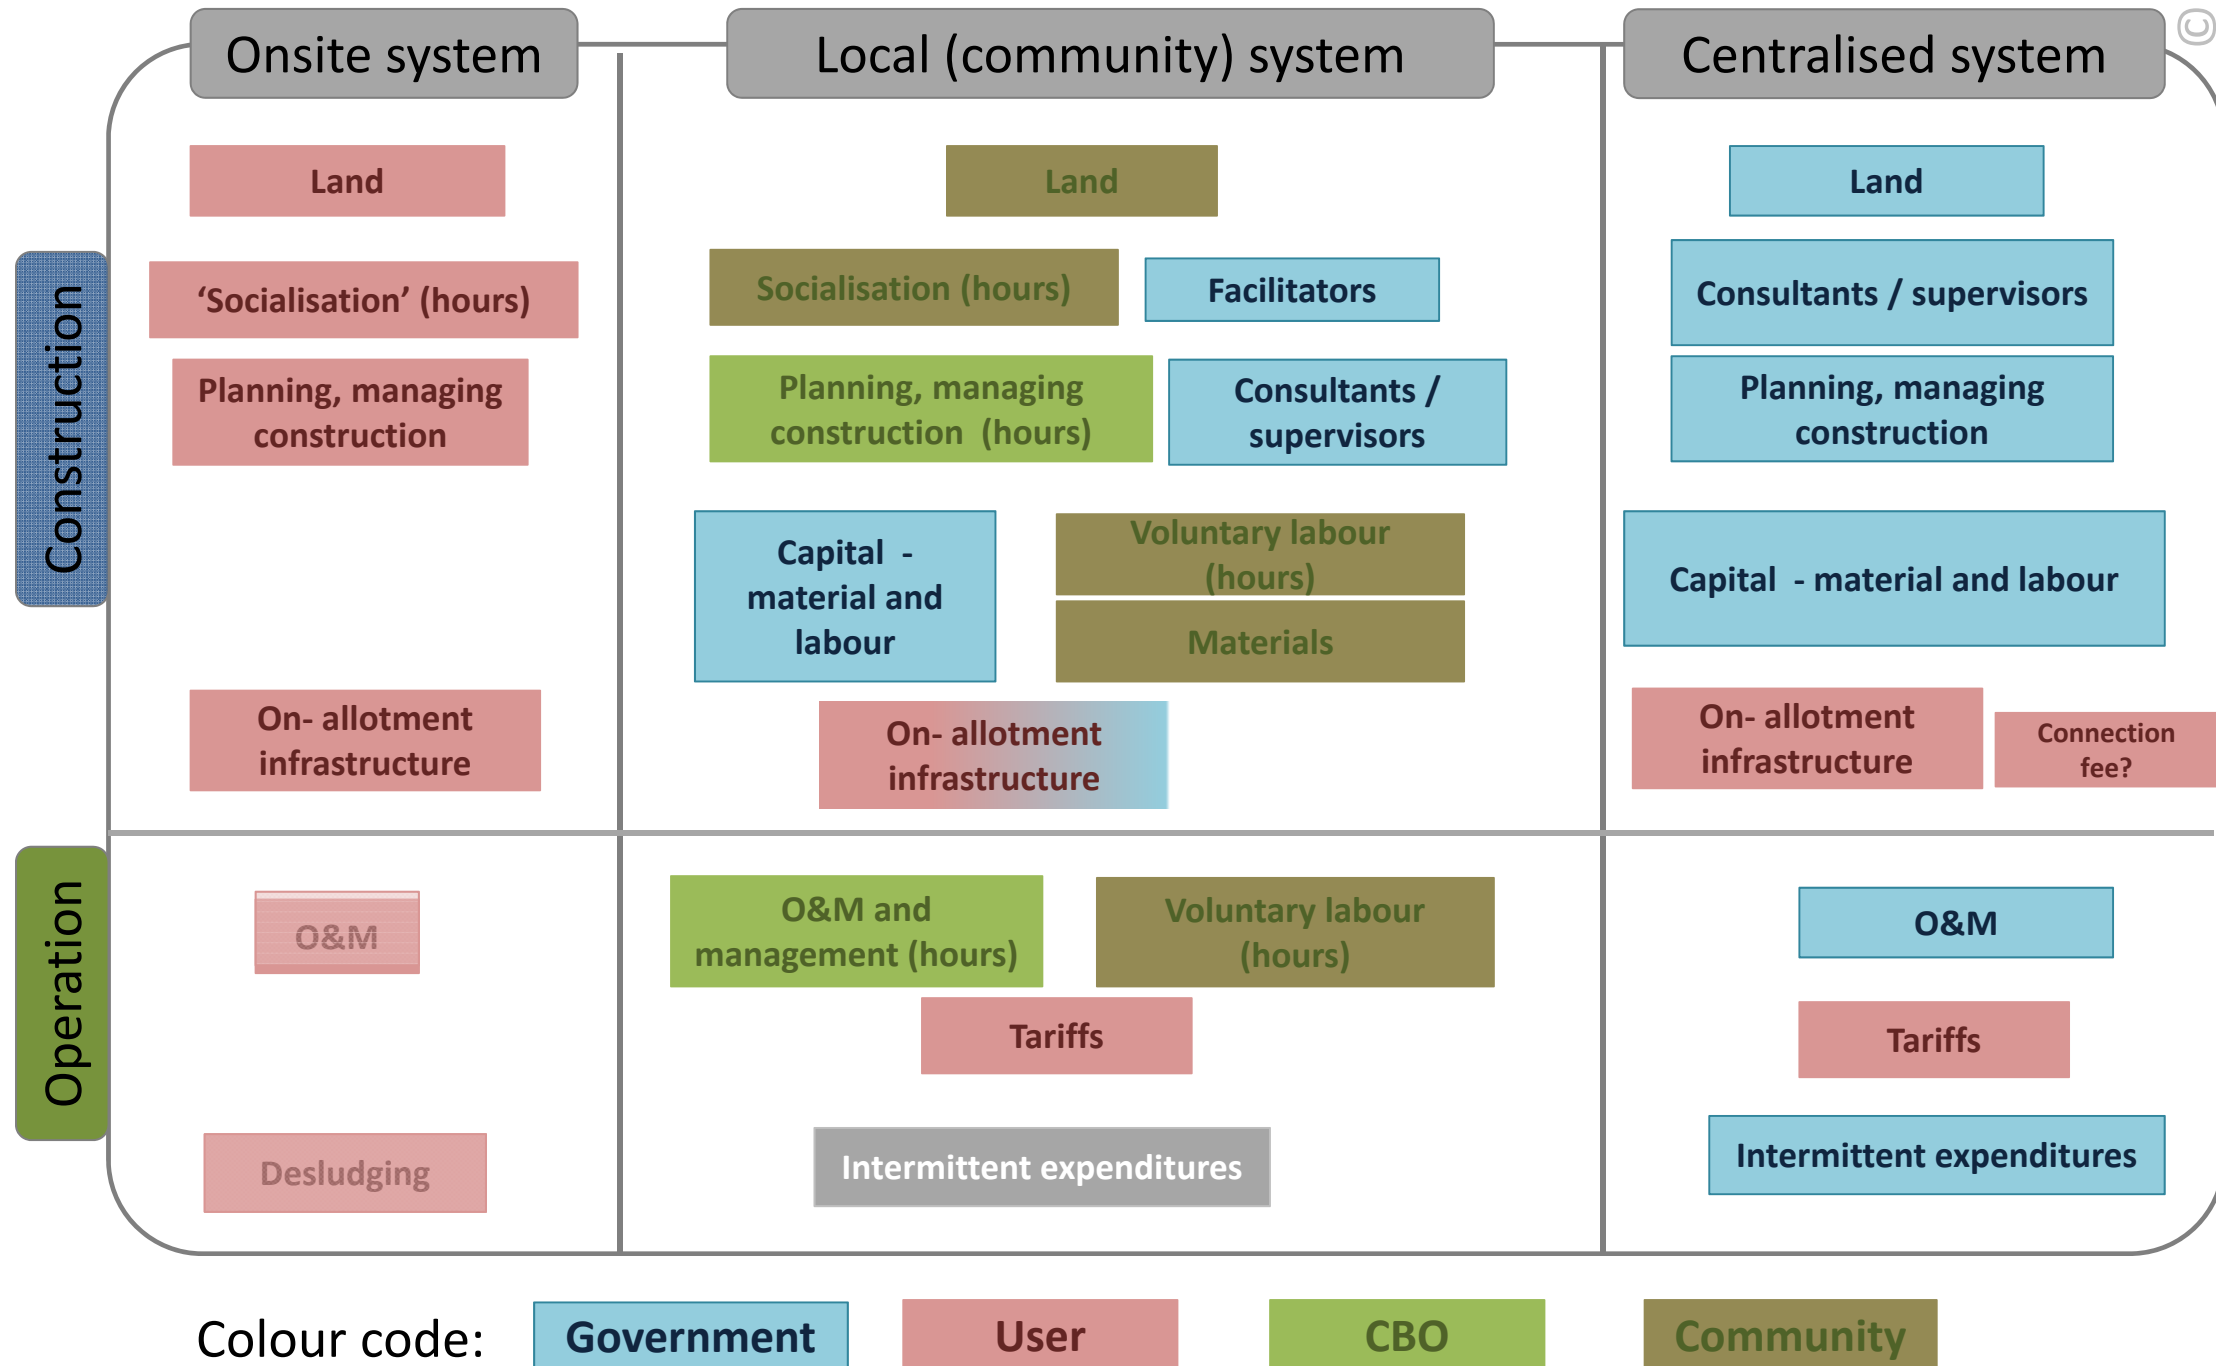 Onsite system
Local (community) system
Centralised system
©
Construction
Land
Land
Land
‘Socialisation’ (hours)
Socialisation (hours)
Facilitators
Consultants / supervisors
Planning, managing
construction
Planning, managing
construction (hours)
Consultants /
supervisors
Planning, managing
construction
Capital -
material and
labour
Voluntary labour
(hours)
Materials
Capital - material and labour
On- allotment
infrastructure
On- allotment
infrastructure
On- allotment
infrastructure
Connection
fee?
Operation
O&M
O&M and
management (hours)
Voluntary labour
(hours)
O&M
Tariffs
Tariffs
Desludging
Intermittent expenditures
Intermittent expenditures
Colour code:
Government
User
CBO
Community